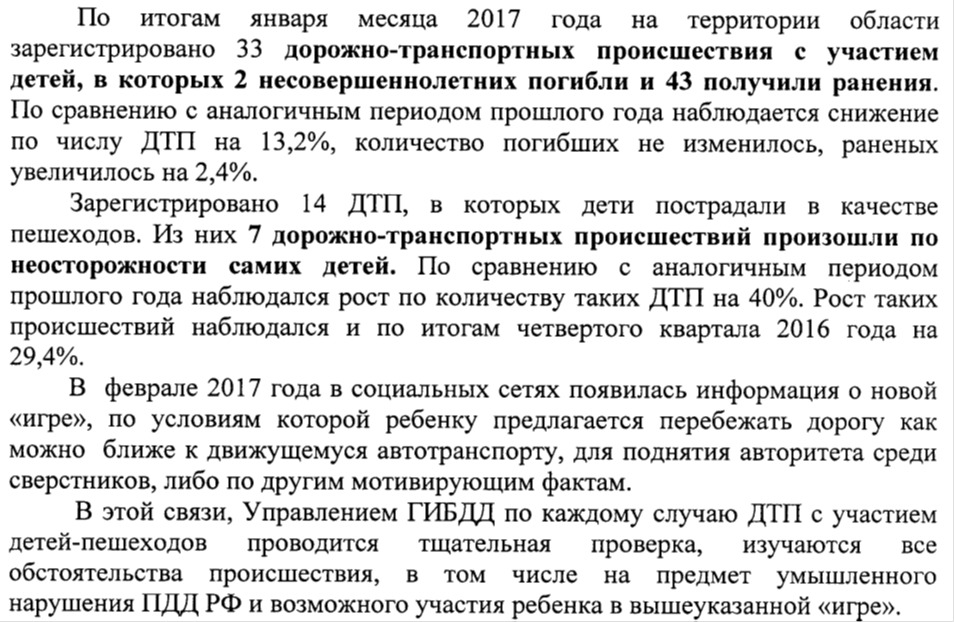 По итогам января месяца 2017 года на территории области
зарегистрировано 33 дорожно-транспортных происшествия с участием
детей, в которых 2 несовершеннолетних погибли и 43 получили ранения.
По сравнению с аналогичным периодом прошлого года наблюдается снижение
по числу ДТП на 13,2%, количество погибших не изменилось, раненых
увеличилось на 2,4%.
Зарегистрировано 14 ДТП, в которых дети пострадали в качестве
пешеходов. Из них 7 дорожно-транспортных происшествий произошли по
неосторожности самих детей. По сравнению с аналогичным периодом
прошлого года наблюдался рост по количеству таких ДТП на 40%. Рост таких
происшествий наблюдался и по итогам четвертого квартала 2016 года на
29,4%.
В феврале 2017 года в социальных сетях появилась информация о новой
«игре», по условиям которой ребенку предлагается перебежать дорогу как
можно ближе к движущемуся автотранспорту, для поднятия авторитета среди
сверстников, либо по другим мотивирующим фактам.
В этой связи, Управлением ГИБДД по каждому случаю ДТП с участием
детей-пешеходов проводится тщательная проверка, изучаются все
обстоятельства происшествия, в том числе на предмет умышленного
нарушения ПДД РФ и возможного участия ребенка в вышеуказанной «игре».